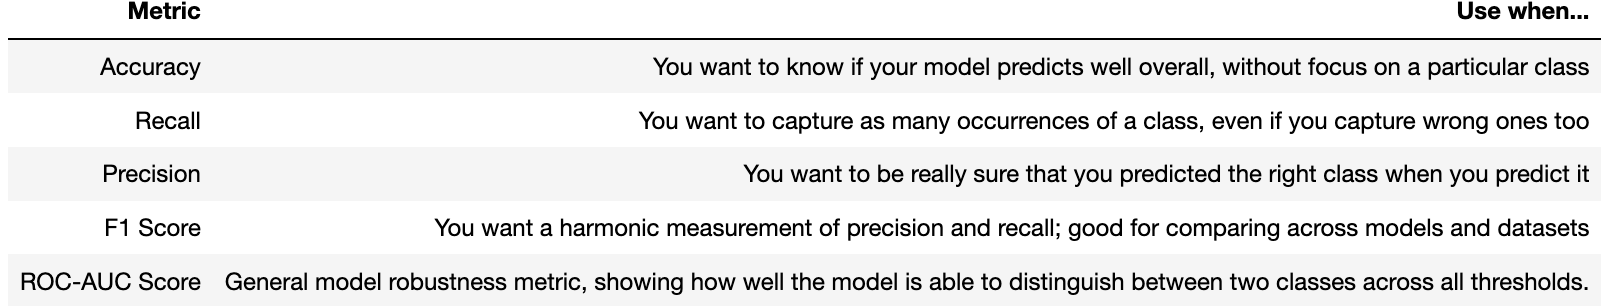 Metric Use when...
Accuracy You want to know if your model predicts well overall, without focus on a particular class
Recall You want to capture as many occurrences of a class, even if you capture wrong ones too
Precision You want to be really sure that you predicted the right class when you predict it
F1 Score You want a harmonic measurement of precision and recall; good for comparing across models and datasets
ROC-AUC Score General model robustness metric, showing how well the model is able to distinguish between two classes across all thresholds.